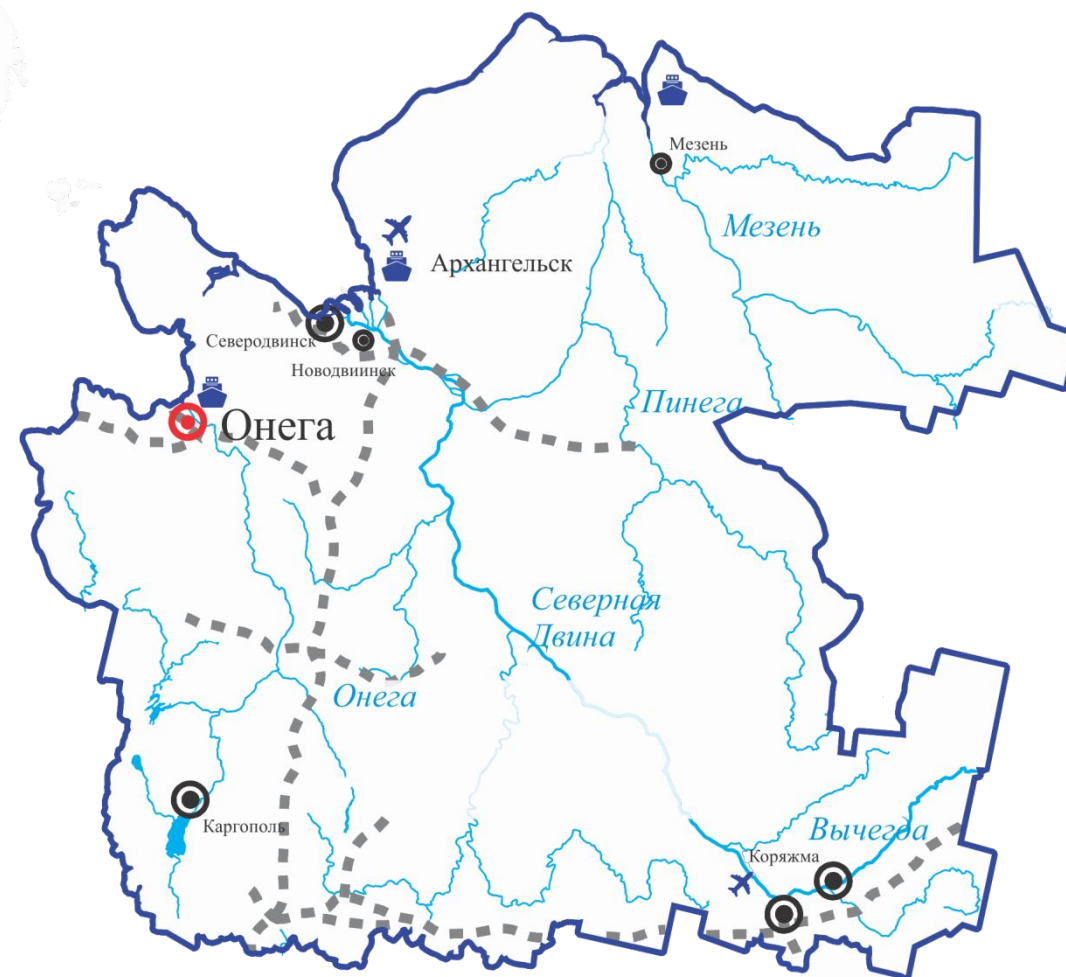 Мезень
Мезень
Архангельск
Северодвинск
Новодвиинск
Пинега
Онега
Северная
Двина
Онега
Каргополь
Вычегда
Коряжма